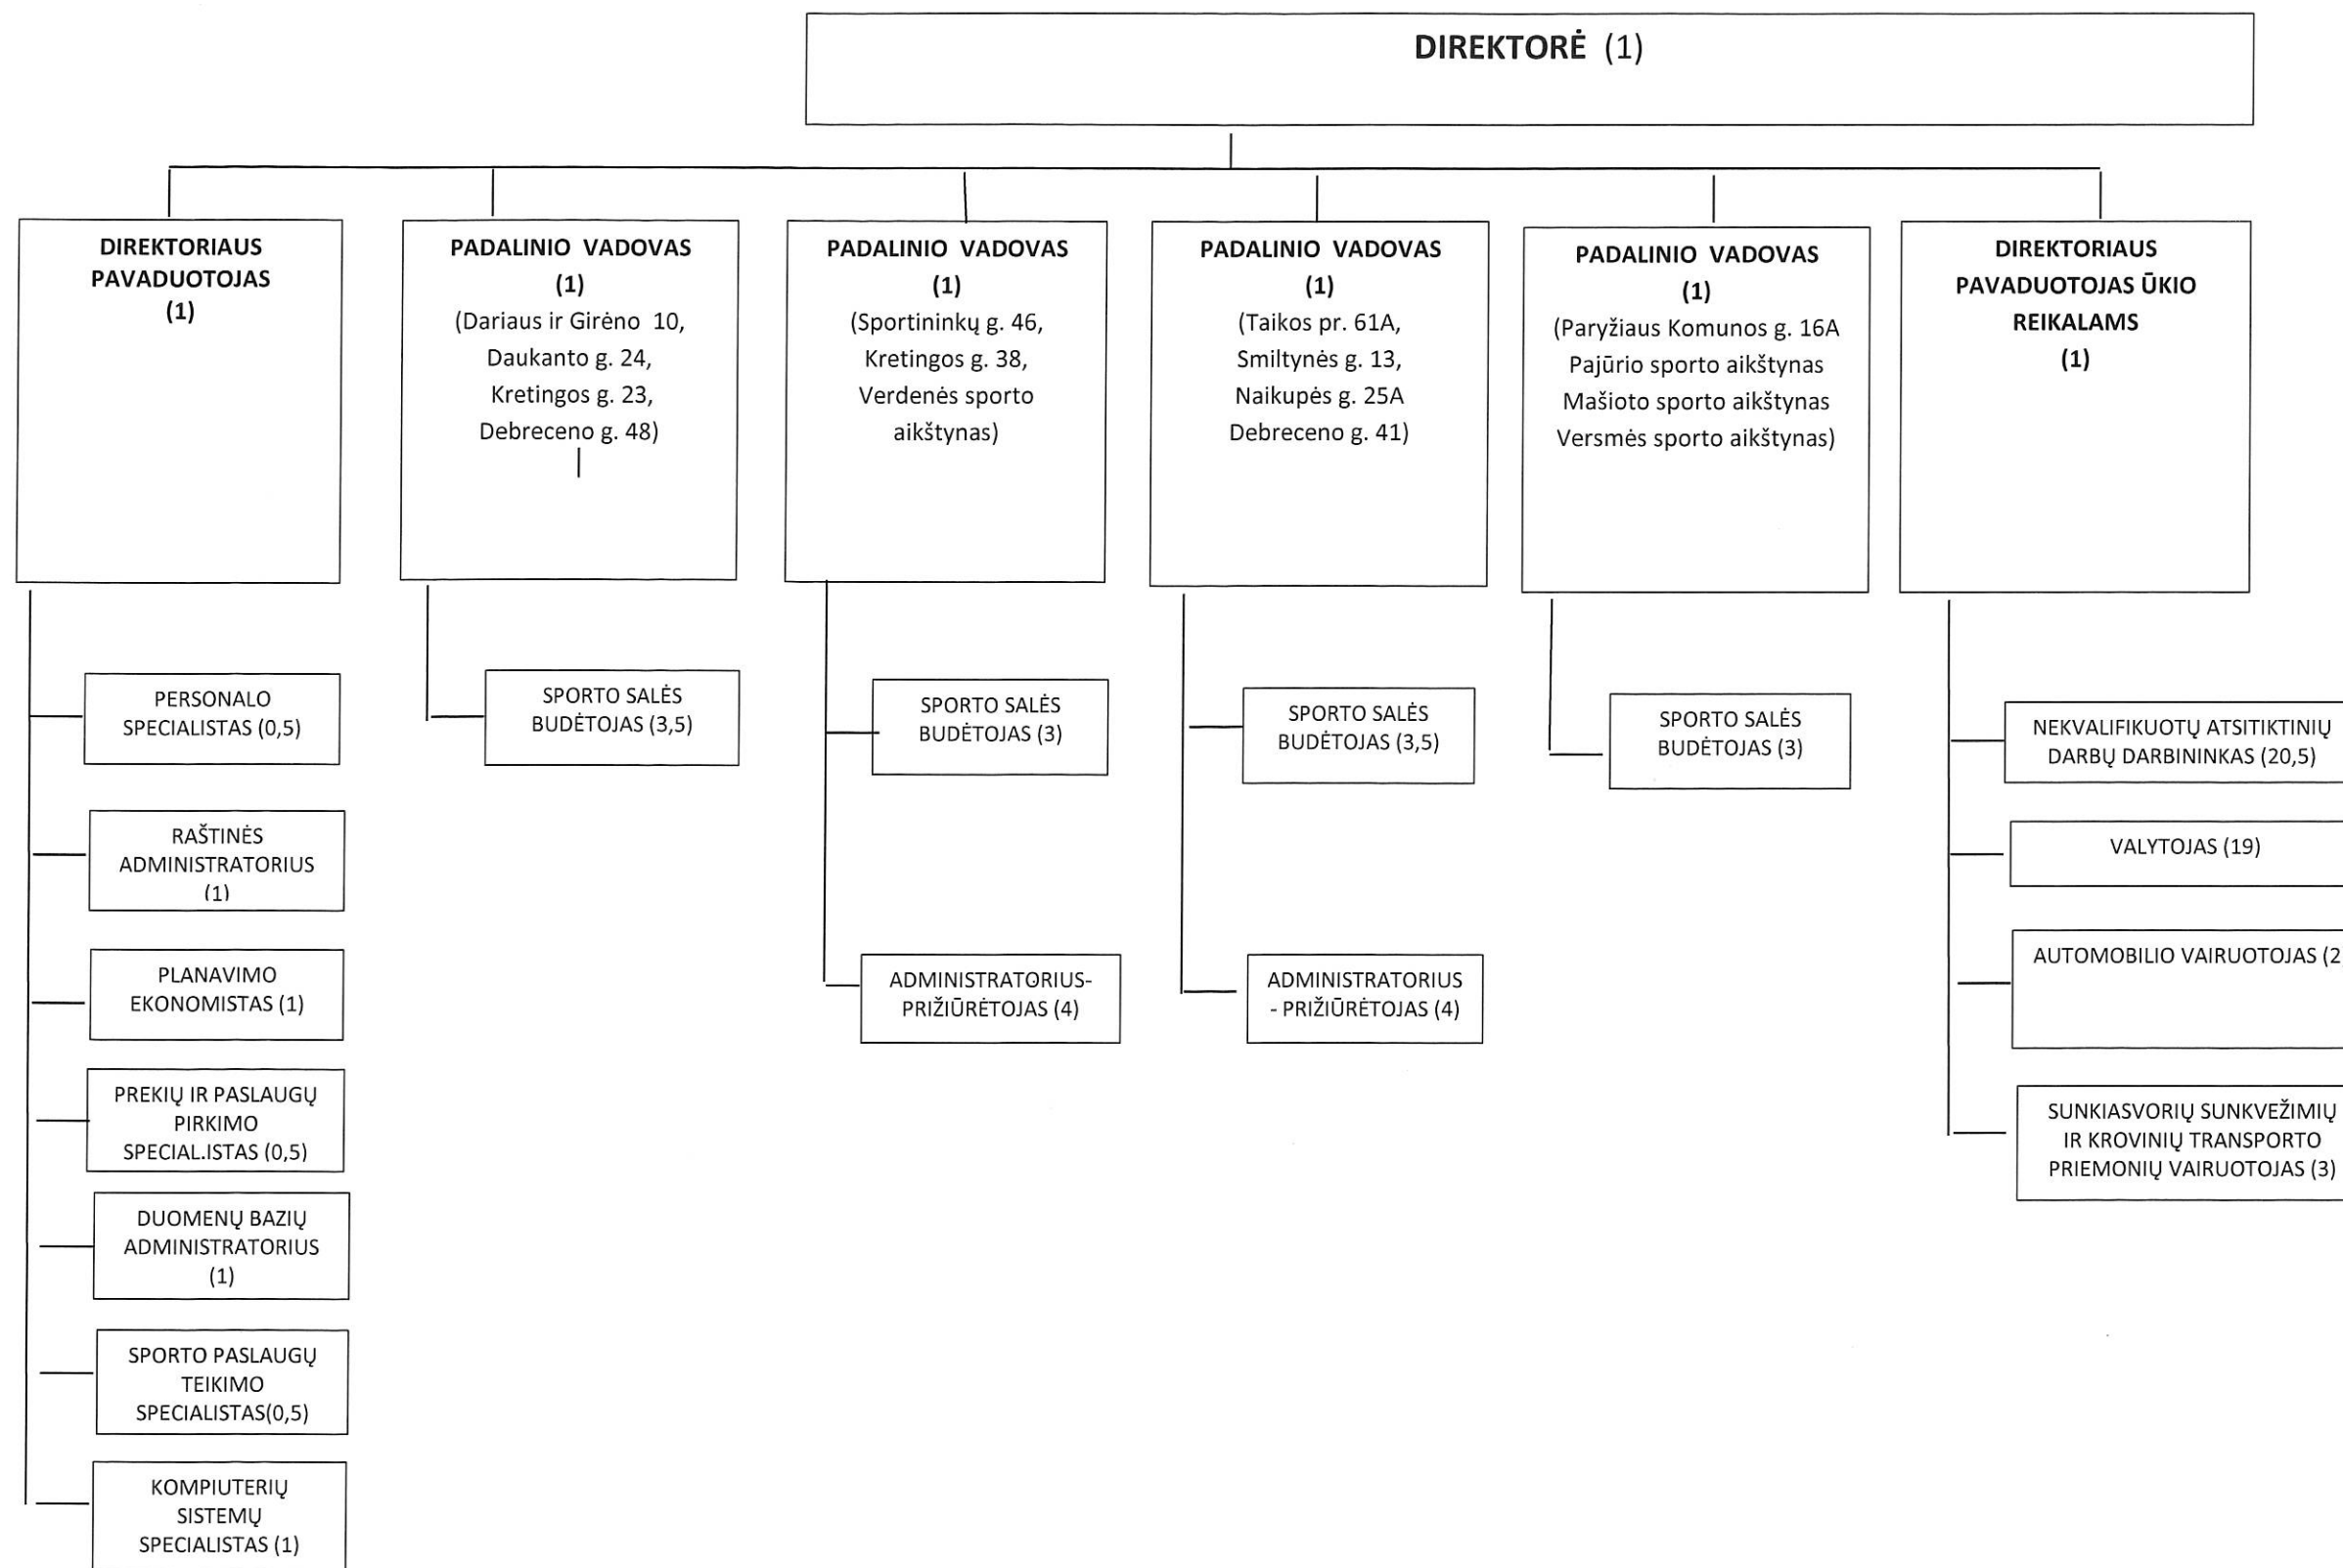 DIREKTORĖ (1)
DIREKTORIAUS
PAVADUOTOJAS
(1)
PADALINIO VADOVAS
(1)
(Dariaus ir Girėno 10,
Daukanto g. 24,
Kretingos g. 23,
Debreceno g. 48)
PADALINIO VADOVAS
(1)
(Sportininkų g. 46,
Kretingos g. 38,
Verdenės sporto
aikštynas)
PADALINIO VADOVAS
(1)
(Taikos pr. 61A,
Smiltynės g. 13,
Naikupės g. 25A
Debreceno g. 41)
PADALINIO VADOVAS
(1)
(Paryžiaus Komunos g. 16A
Pajūrio sporto aikštynas
Mašioto sporto aikštynas
Versmės sporto aikštynas)
DIREKTORIAUS
PAVADUOTOJAS ŪKIO
REIKALAMS
(1)
PERSONALO
SPECIALISTAS (0,5)
RAŠTINĖS
ADMINISTRATORIUS
(1)
PLANAVIMO
EKONOMISTAS (1)
PREKIŲ IR PASLAUGŲ
PIRKIMO
SPECIAL.ISTAS (0,5)
DUOMENŲ BAZIŲ
ADMINISTRATORIUS
(1)
SPORTO PASLAUGŲ
TEIKIMO
SPECIALISTAS(0,5)
KOMPIUTERIŲ
SISTEMŲ
SPECIALISTAS (1)
SPORTO SALĖS
BUDĖTOJAS (3,5)
SPORTO SALĖS
BUDĖTOJAS (3)
ADMINISTRATORIUS-
PRIŽIŪRĖTOJAS (4)
SPORTO SALĖS
BUDĖTOJAS (3,5)
ADMINISTRATORIUS
- PRIŽIŪRĖTOJAS (4)
SPORTO SALĖS
BUDĖTOJAS (3)
NEKVALIFIKUOTŲ ATSITIKTINIŲ
DARBŲ DARBININKAS (20,5)
VALYTOJAS (19)
AUTOMOBILIO VAIRUOTOJAS (2
SUNKIASVORIŲ SUNKVEŽIMIŲ
IR KROVINIŲ TRANSPORTO
PRIEMONIŲ VAIRUOTOJAS (3)